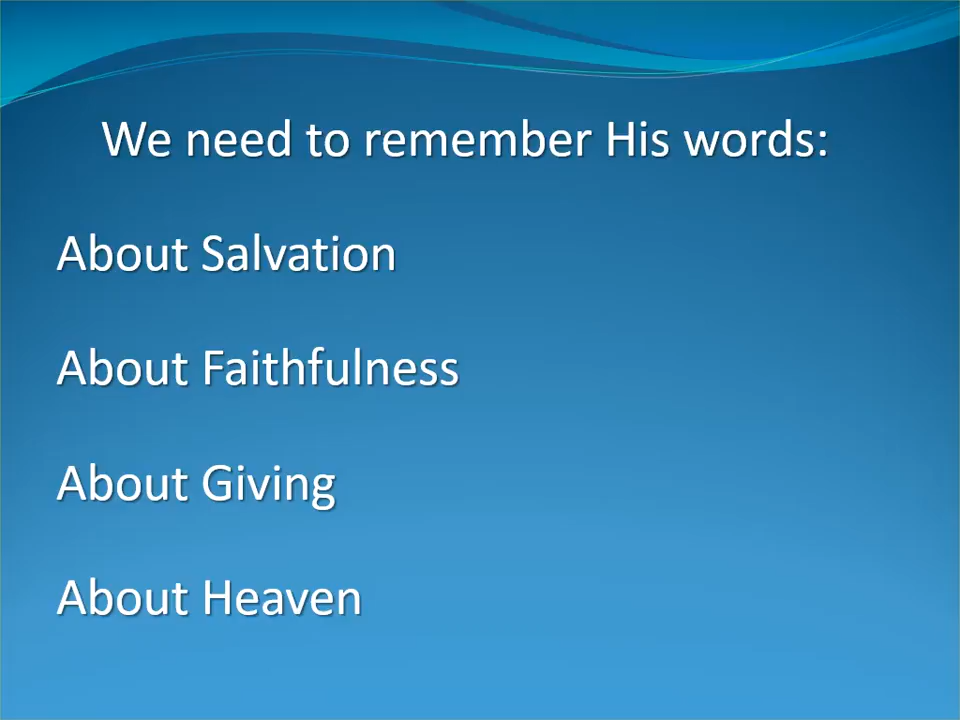 We need to remember His words:
About Salvation
About Faithfulness
About Giving
About Heaven